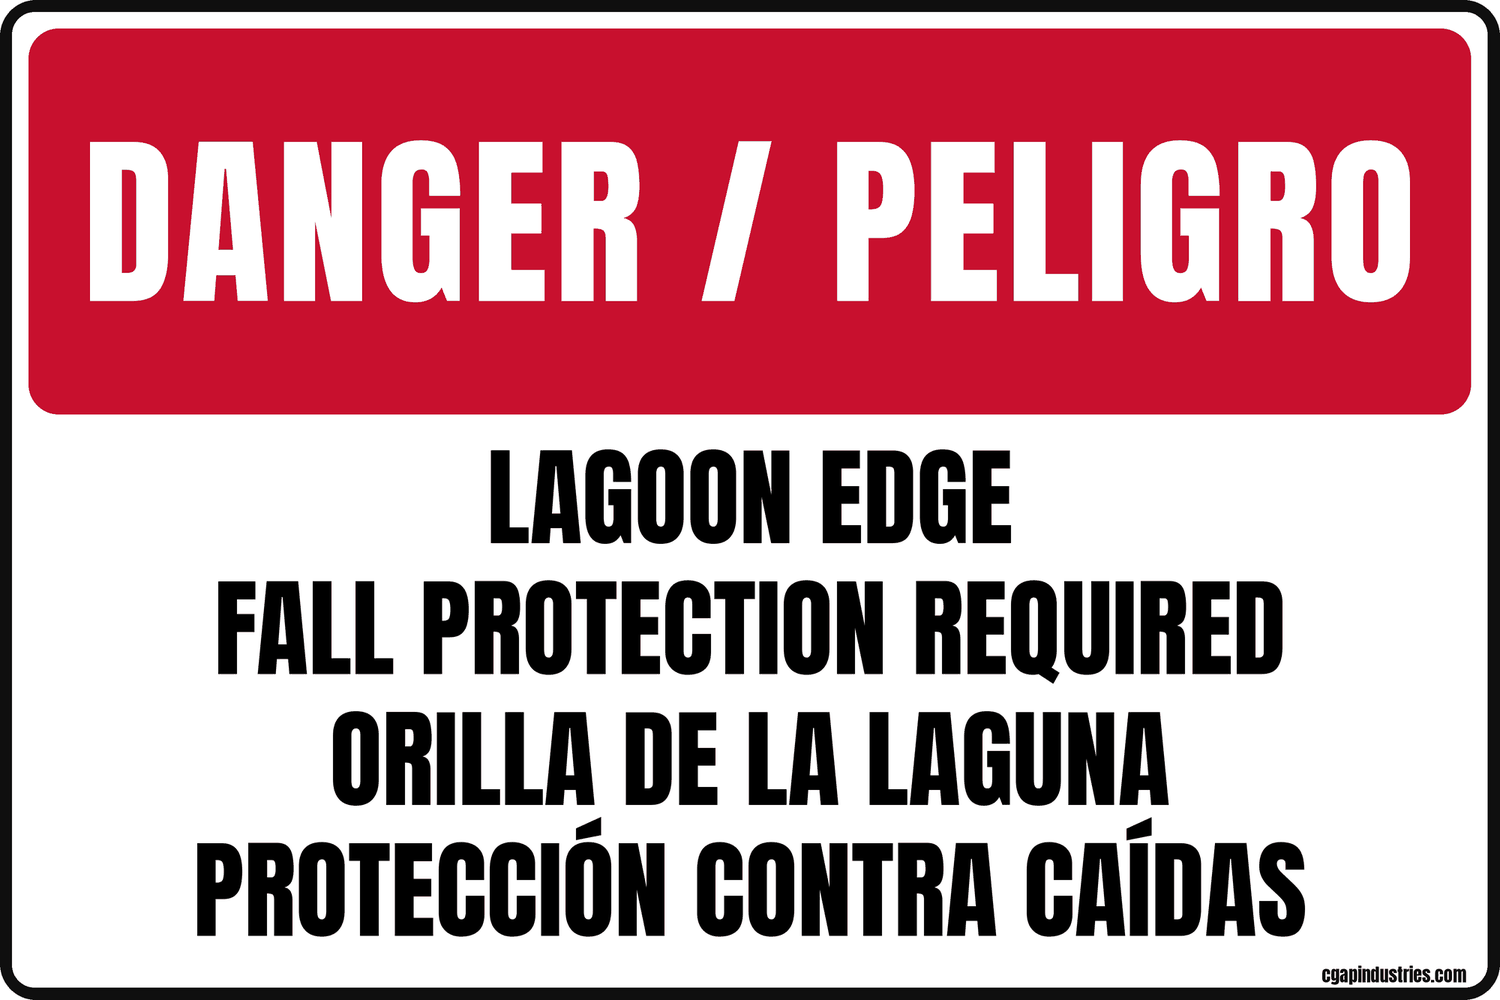 DANGER / PELIGRO
LAGOON EDGE
FALL PROTECTION REQUIRED
ORILLA DE LA LAGUNA
PROTECCIÓN CONTRA CAÍDAS
cgapindustries.com